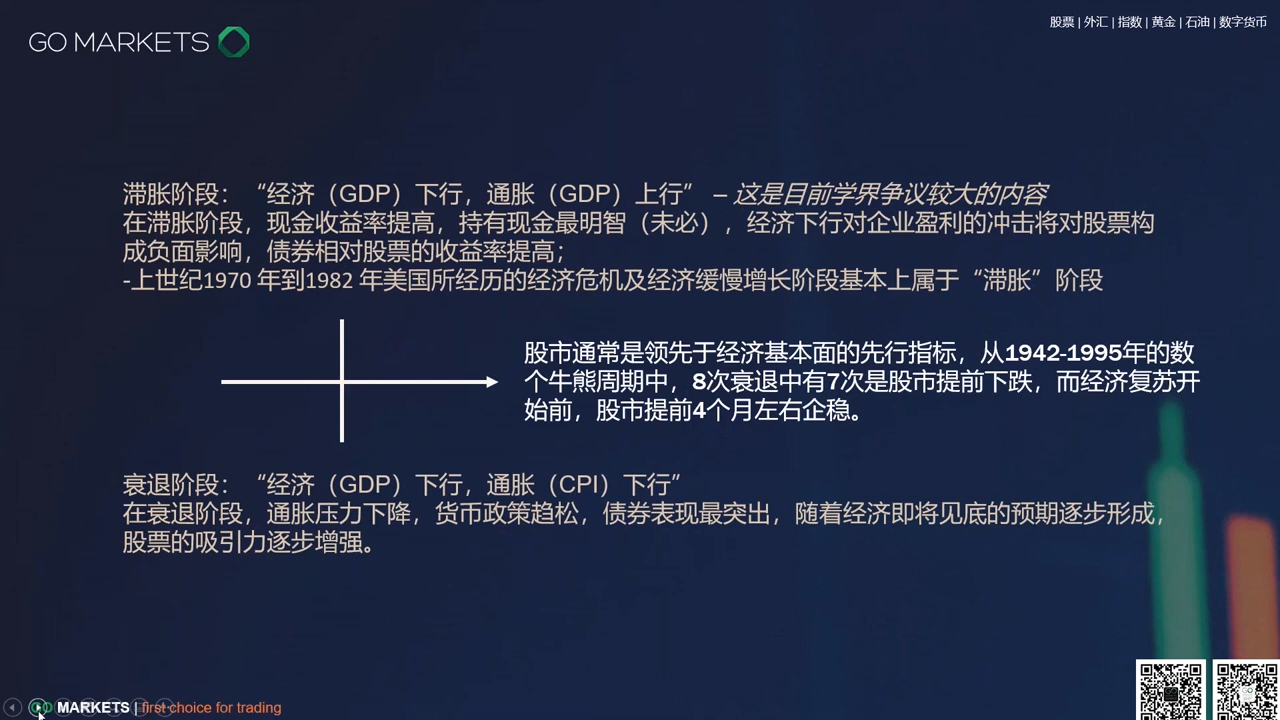 GO MARKETS
股票 | 外汇 | 指数 | 黄金 | 石油 | 数字货币
滞胀阶段：“经济（GDP）下行，通胀（GDP）上行” – 这是目前学界争议较大的内容
在滞胀阶段，现金收益率提高，持有现金最明智（未必），经济下行对企业盈利的冲击将对股票构
成负面影响，债券相对股票的收益率提高；
-上世纪1970 年到1982 年美国所经历的经济危机及经济缓慢增长阶段基本上属于“滞胀”阶段
股市通常是领先于经济基本面的先行指标，从1942-1995年的数
个牛熊周期中，8次衰退中有7次是股市提前下跌，而经济复苏开
始前，股市提前4个月左右企稳。
衰退阶段：“经济（GDP）下行，通胀（CPI）下行”
在衰退阶段，通胀压力下降，货币政策趋松，债券表现最突出，随着经济即将见底的预期逐步形成，
股票的吸引力逐步增强。
GO MARKETS | first choice for trading